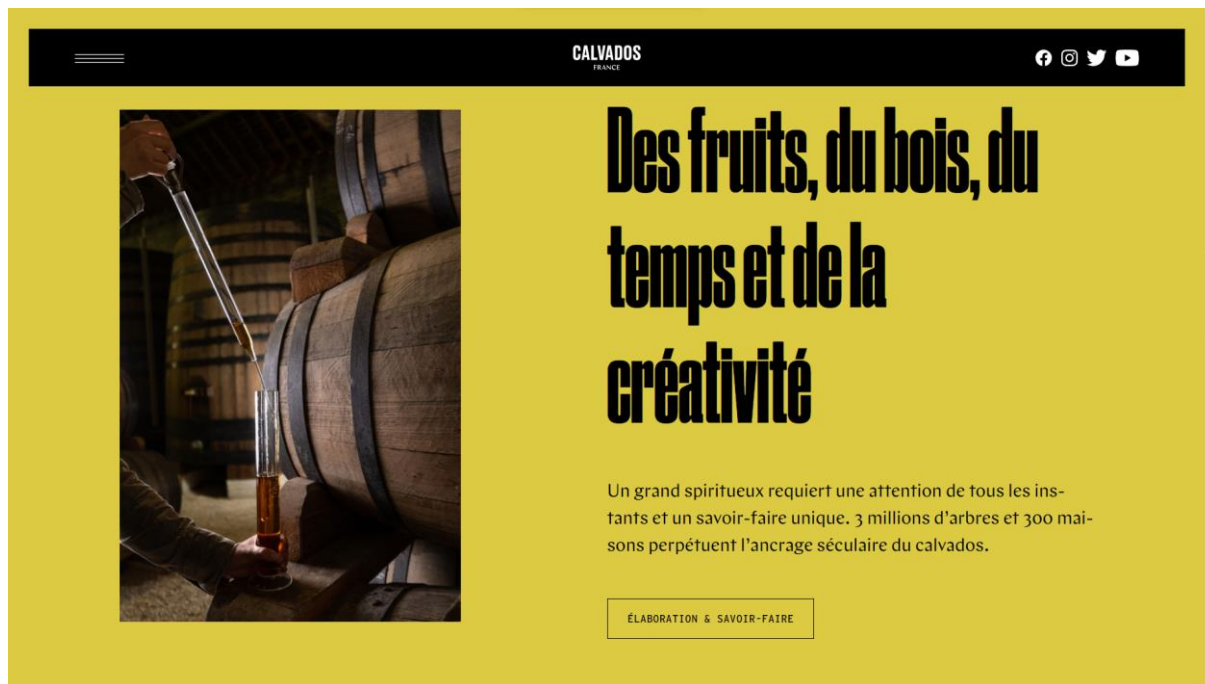 CALVADOS
FRANCE
Des fruits, du bois, du
temps et de la
créativité
Un grand spiritueux requiert une attention de tous les ins-
tants et un savoir-faire unique. 3 millions d’arbres et 300 mai-
sons perpétuent l’ancrage séculaire du calvados.
ÉLABORATION & SAVOIR-FAIRE